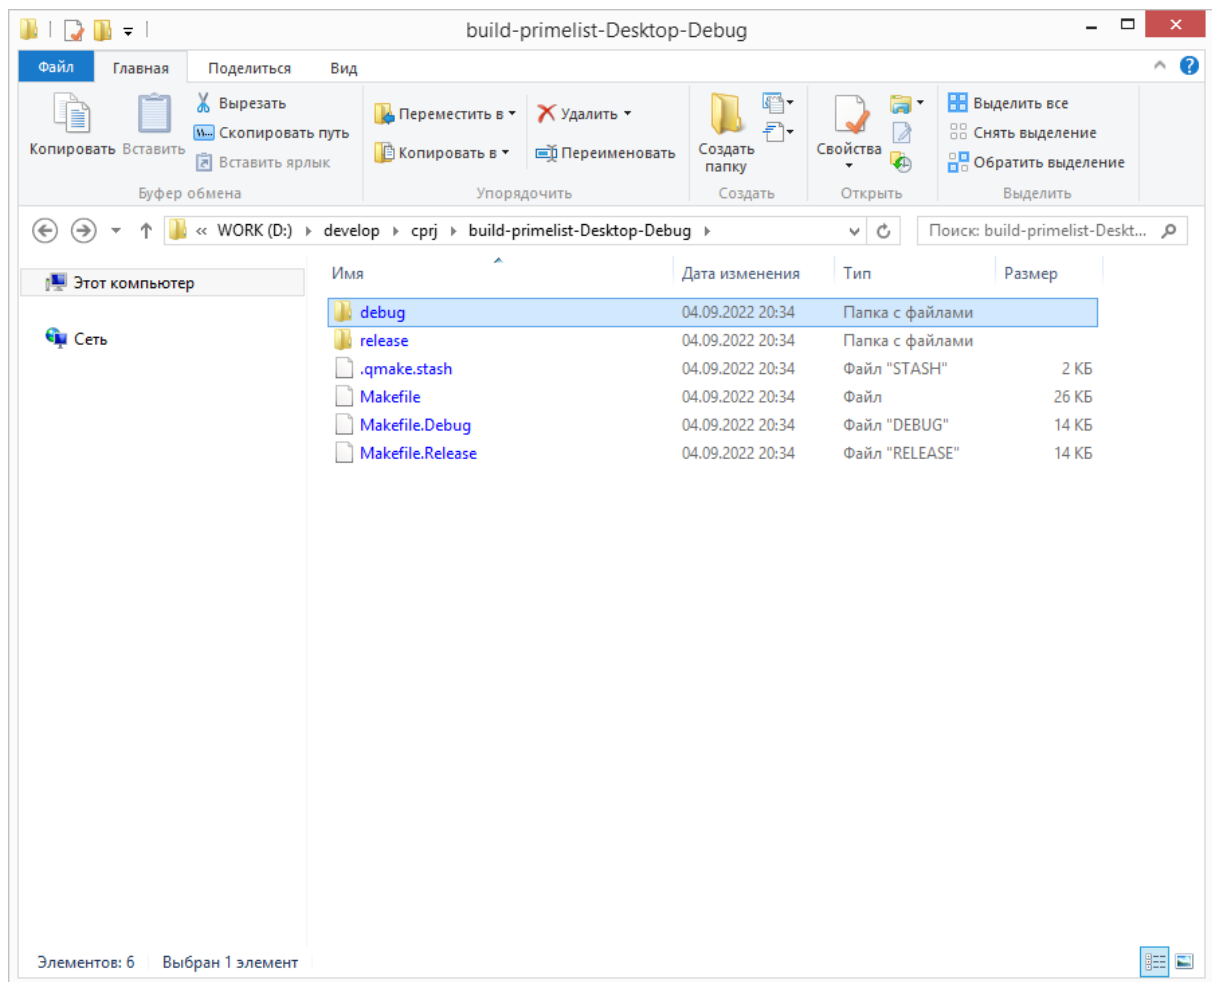 build-primelist-Desktop-Debug
Файл Главная Поделиться Вид
Копировать
Вставить
Вырезать
Скопировать путь
Вставить ярлык
Буфер обмена
Переместить в
Копировать в
Удалить
Переименовать
Упорядочить
Создать
папку
Создать
Свойства
Открыть
Выделить все
Снять выделение
Обратить выделение
Выделить
« WORK (D:) develop cprj build-primelist-Desktop-Debug
Поиск: build-primelist-Deskt...
Этот компьютер
Сеть
Имя Дата изменения Тип Размер
debug 04.09.2022 20:34 Папка с файлами
release 04.09.2022 20:34 Папка с файлами
.qmake.stash 04.09.2022 20:34 Файл "STASH" 2 КБ
Makefile 04.09.2022 20:34 Файл 26 КБ
Makefile.Debug 04.09.2022 20:34 Файл "DEBUG" 14 КБ
Makefile.Release 04.09.2022 20:34 Файл "RELEASE" 14 КБ
Элементов: 6 Выбран 1 элемент